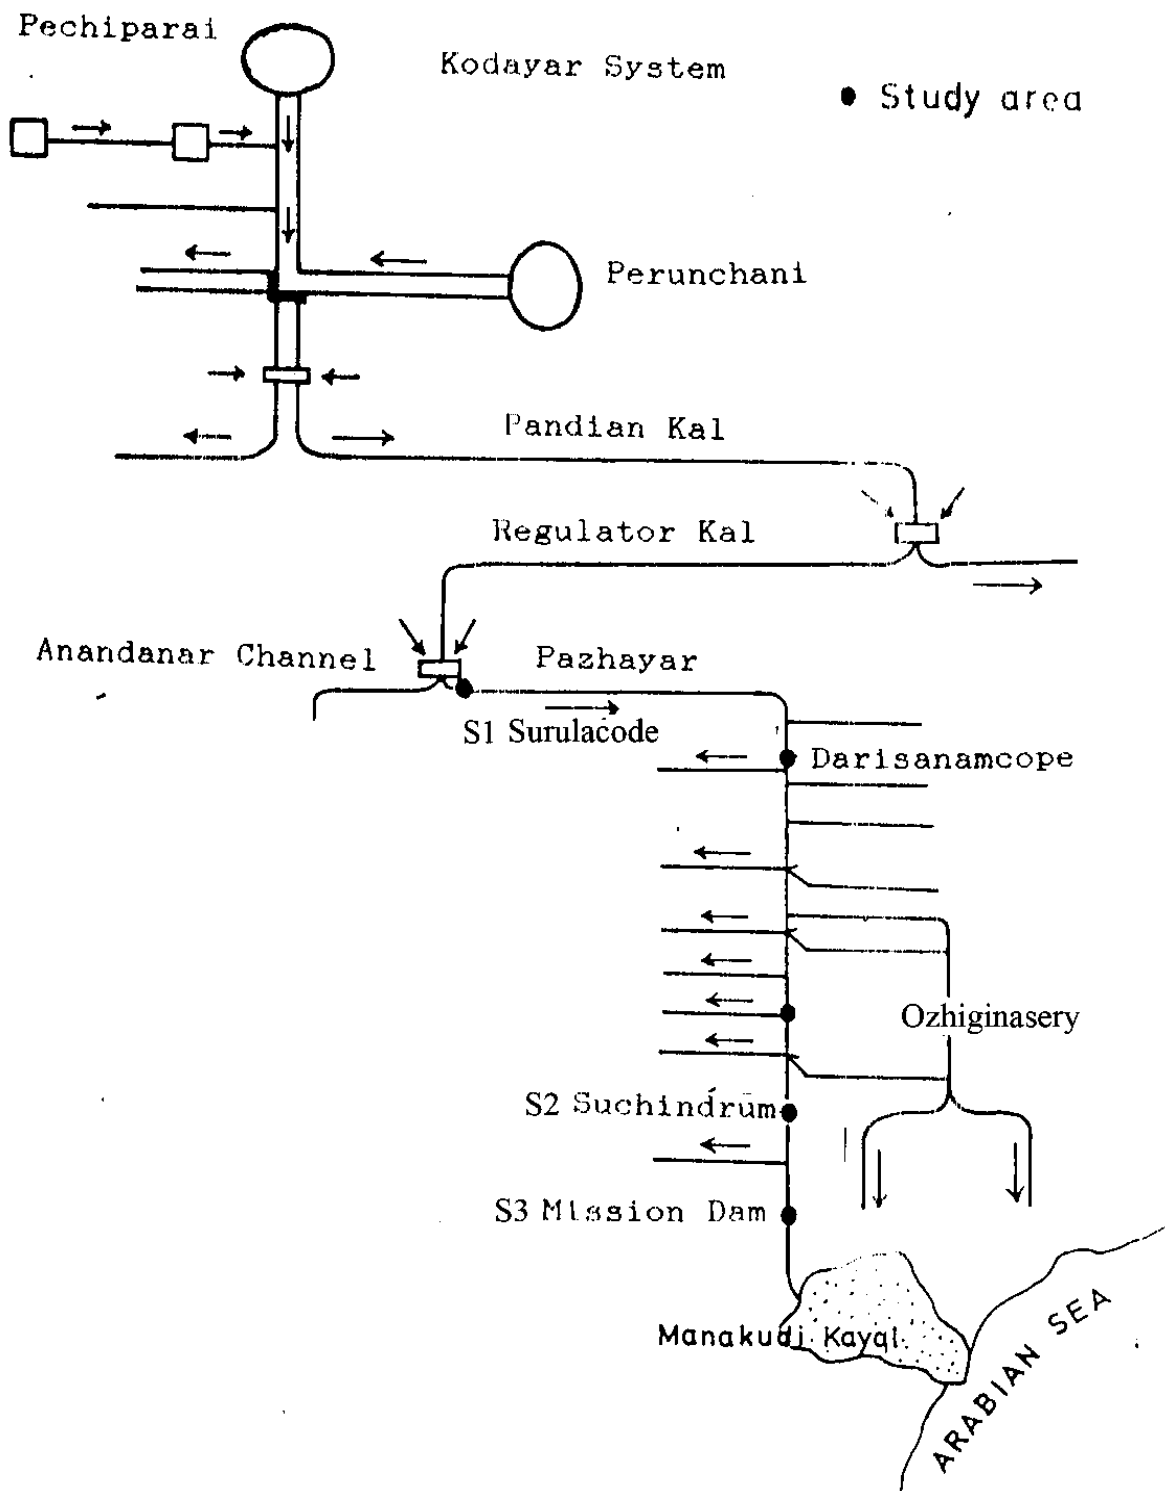 Pechiparai
Kodayar System
Study area
Perunchani
Pandian Kal
Regulator Kal
Anandanar Channel
Pazhayar
S1 Surulacode
Darisanamcope
Ozhiginasery
S2 Suchindrum
S3 Mission Dam
Manakudi Kayal
ARABIAN SEA